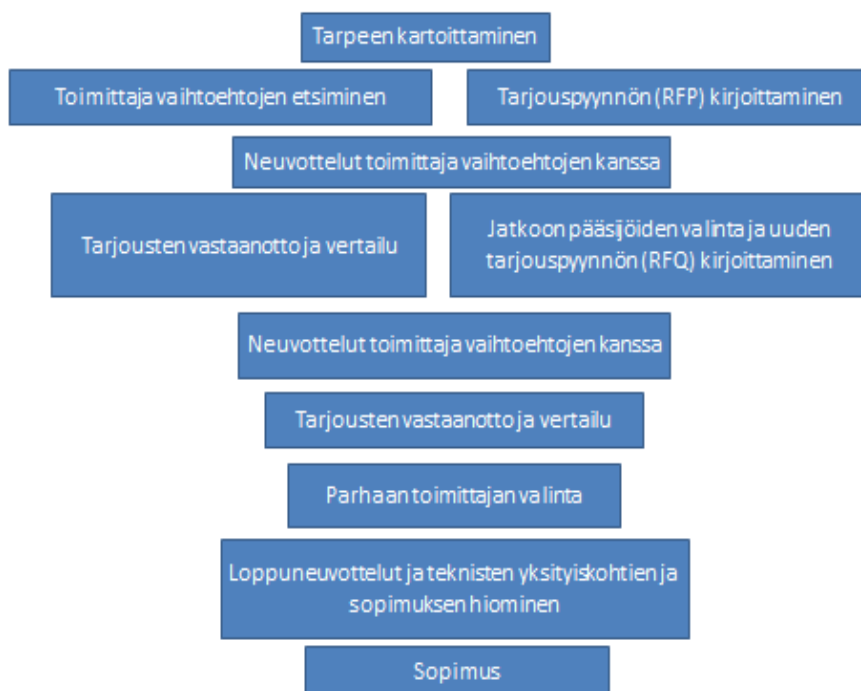 Tarpeen kartoittaminen
Toimittaja vaihtoehtojen etsiminen
Tarjouspyynnön (RFP) kirjoittaminen
Neuvottelut toimittaja vaihtoehtojen kanssa
Tarjousten vastaanotto ja vertailu
Jatkoon pääsijöiden valinta ja uuden
tarjouspyynnön (RFQ) kirjoittaminen
Neuvottelut toimittaja vaihtoehtojen kanssa
Tarjousten vastaanotto ja vertailu
Parhaan toimittajan valinta
Loppuneuvottelut ja teknisten yksityiskohtien ja
sopimuksen hiominen
Sopimus